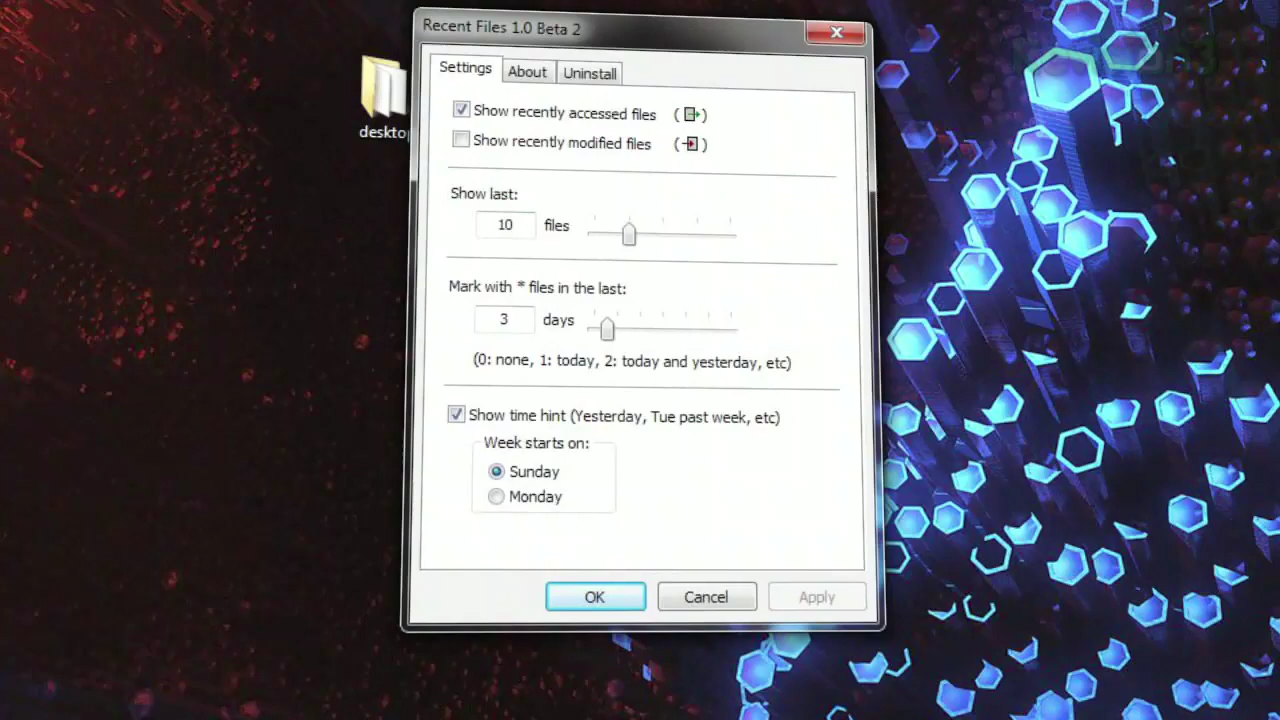 Recent Files 1.0 Beta 2
Settings
About
Uninstall
Show recently accessed files ( )
Show recently modified files ( )
Show last:
10 files
Mark with * files in the last:
3 days
(0: none, 1: today, 2: today and yesterday, etc)
Show time hint (Yesterday, Tue past week, etc)
Week starts on:
Sunday
Monday
OK
Cancel
Apply